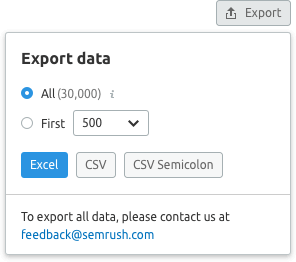 Export
Export data
All (30,000) i
First 500
Excel CSV CSV Semicolon
To export all data, please contact us at
feedback@semrush.com